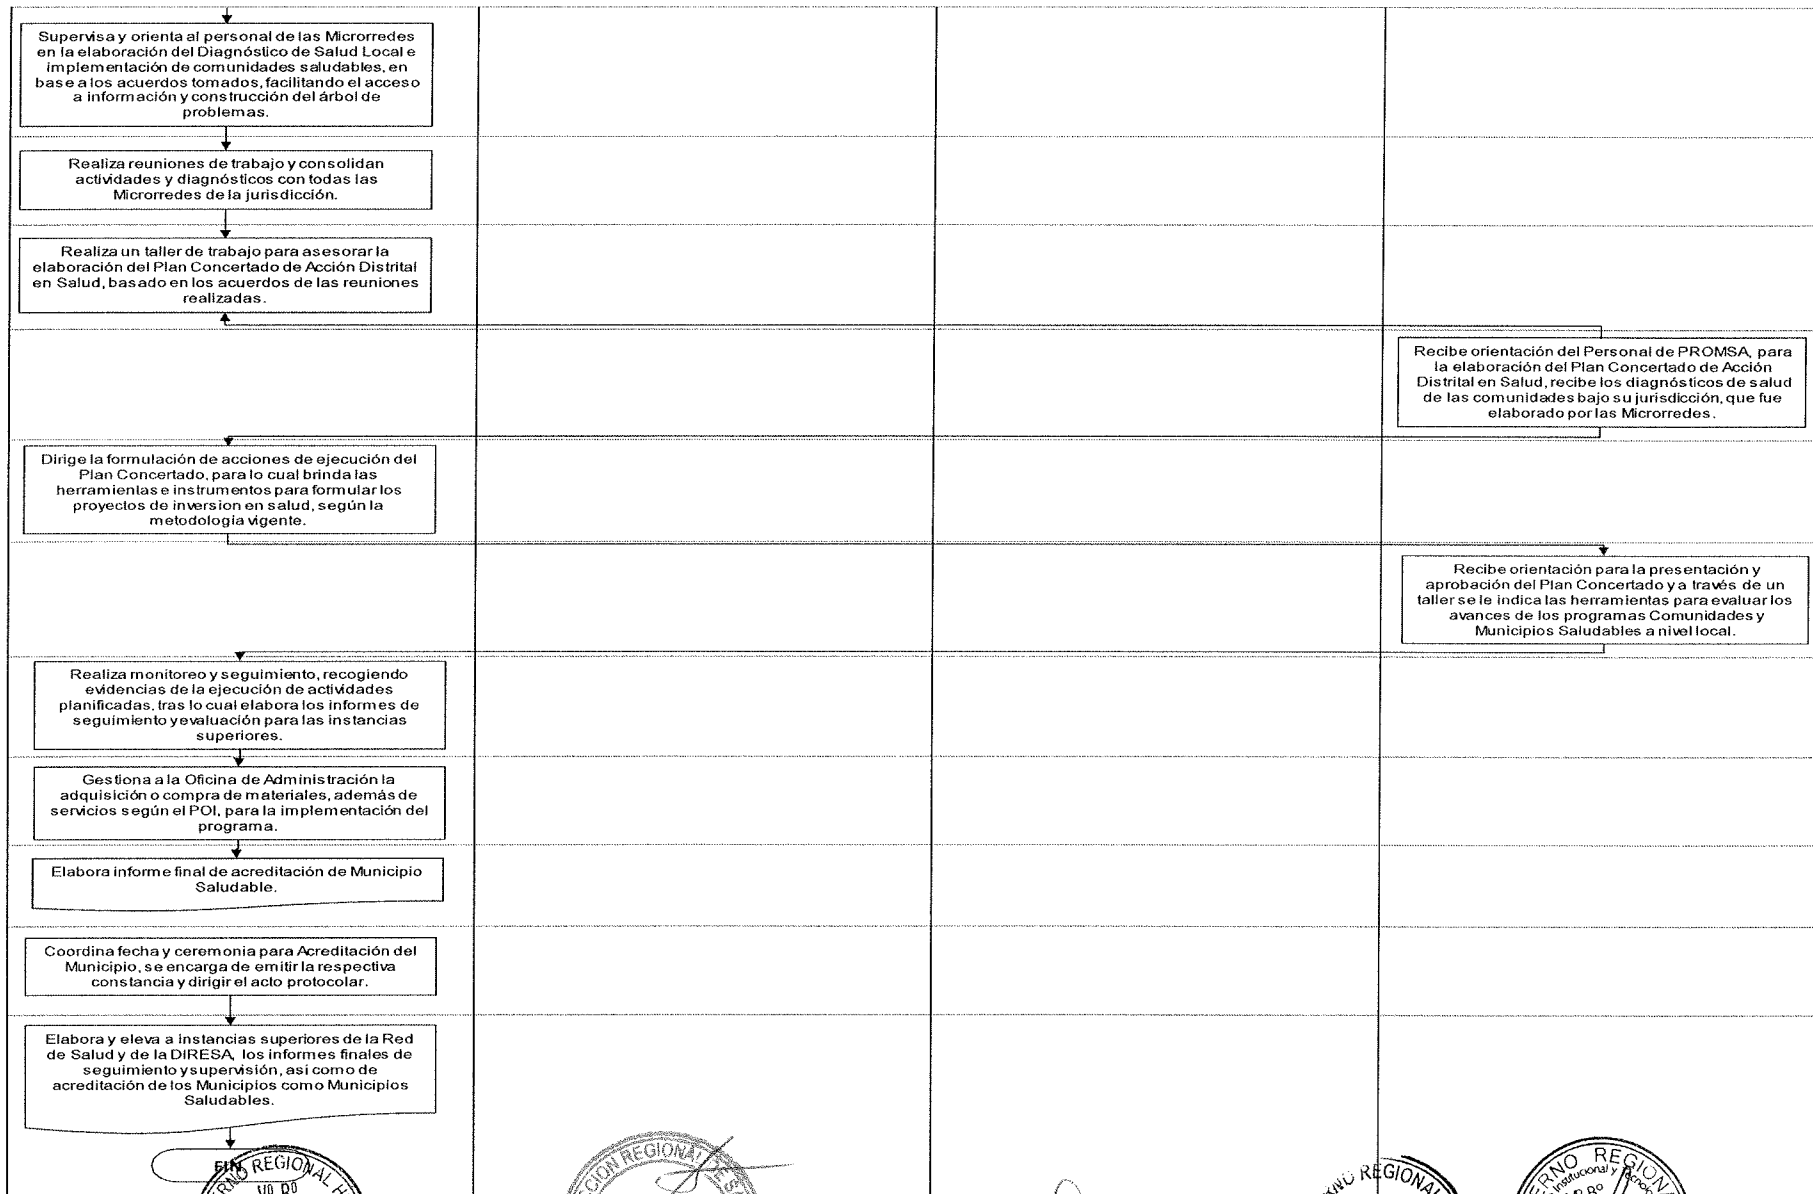 Supervisa y orienta al personal de las Microrredes
en la elaboración del Diagnóstico de Salud Local e
implementación de comunidades saludables, en
base a los acuerdos tomados, facilitando el acceso
a información y construcción del árbol de
problemas.
Realiza reuniones de trabajo y consolidan
actividades y diagnósticos con todas las
Microrredes de la jurisdicción.
Realiza un taller de trabajo para asesorar la
elaboración del Plan Concertado de Acción Distrital
en Salud, basado en los acuerdos de las reuniones
realizadas.
Recibe orientación del Personal de PROMSA, para
la elaboración del Plan Concertado de Acción
Distrital en Salud, recibe los diagnósticos de salud
de las comunidades bajo su jurisdicción, que fue
elaborado por las Microrredes.
Dirige la formulación de acciones de ejecución del
Plan Concertado, para lo cual brinda las
herramientas e instrumentos para formular los
proyectos de inversion en salud, según la
metodología vigente.
Recibe orientación para la presentación y
aprobación del Plan Concertado y a través de un
taller se le indica las herramientas para evaluar los
avances de los programas Comunidades y
Municipios Saludables a nivel local.
Realiza monitoreo y seguimiento, recogiendo
evidencias de la ejecución de actividades
planificadas, tras lo cual elabora los informes de
seguimiento y evaluación para las instancias
superiores.
Gestiona a la Oficina de Administración la
adquisición o compra de materiales, además de
servicios según el POI, para la implementación del
programa.
Elabora informe final de acreditación de Municipio
Saludable.
Coordina fecha y ceremonia para Acreditación del
Municipio, se encarga de emitir la respectiva
constancia y dirigir el acto protocolar.
Elabora y eleva a instancias superiores de la Red
de Salud y de la DIRESA, los informes finales de
seguimiento y supervisión, así como de
acreditación de los Municipios como Municipios
Saludables.
FIN
REGIONAL
Vº Bº
REGIONAL
REGIONAL
REGIONAL
Institucional y